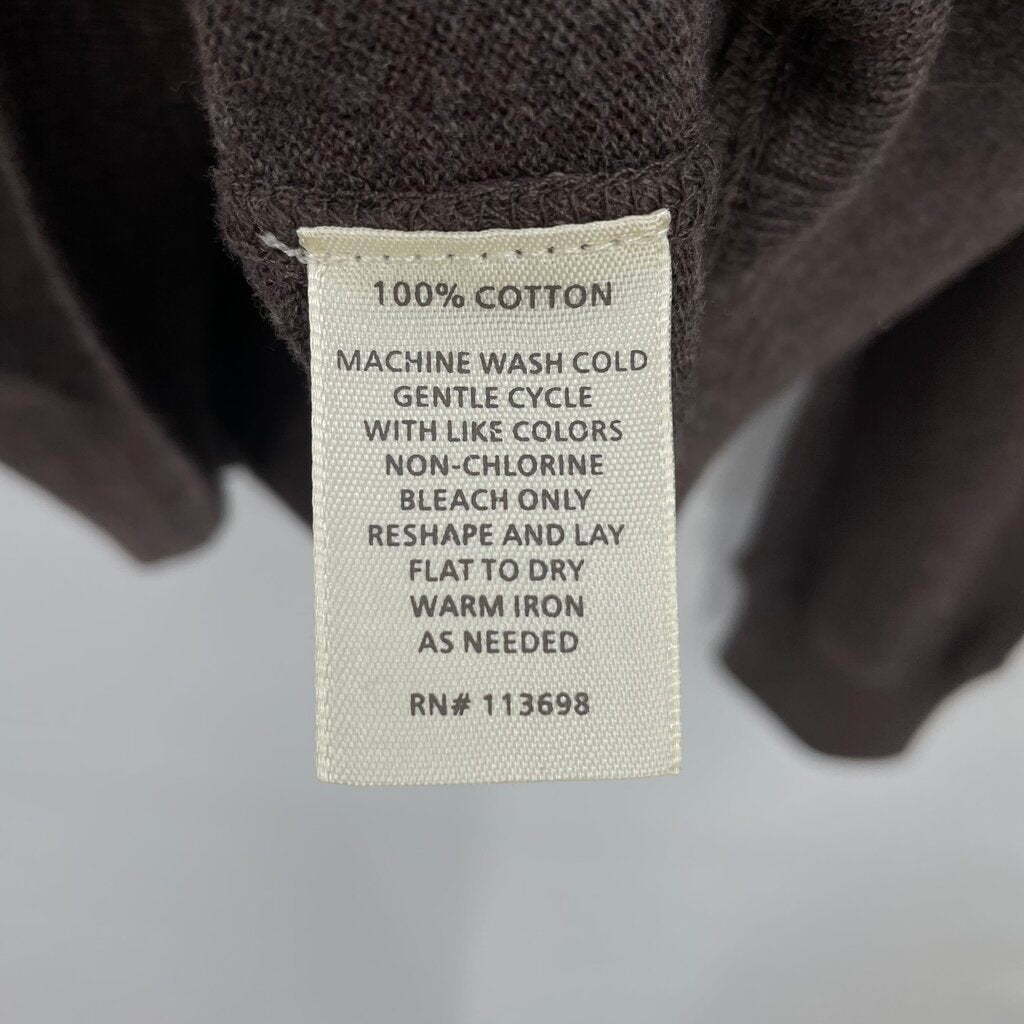 100% COTTON
MACHINE WASH COLD
GENTLE CYCLE
WITH LIKE COLORS
NON-CHLORINE
BLEACH ONLY
RESHAPE AND LAY
FLAT TO DRY
WARM IRON
AS NEEDED
RN# 113698